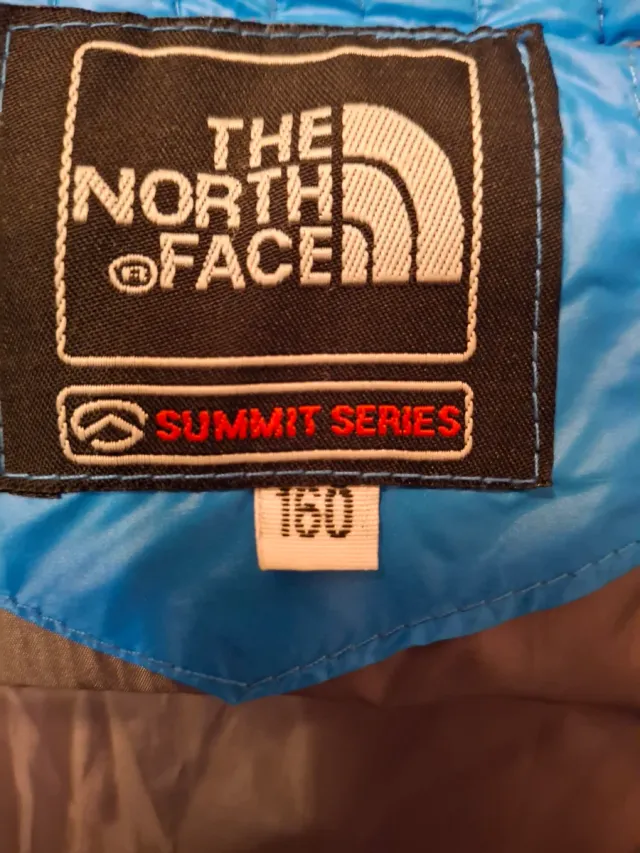 THE
NORTH
® FACE
SUMMIT SERIES
160